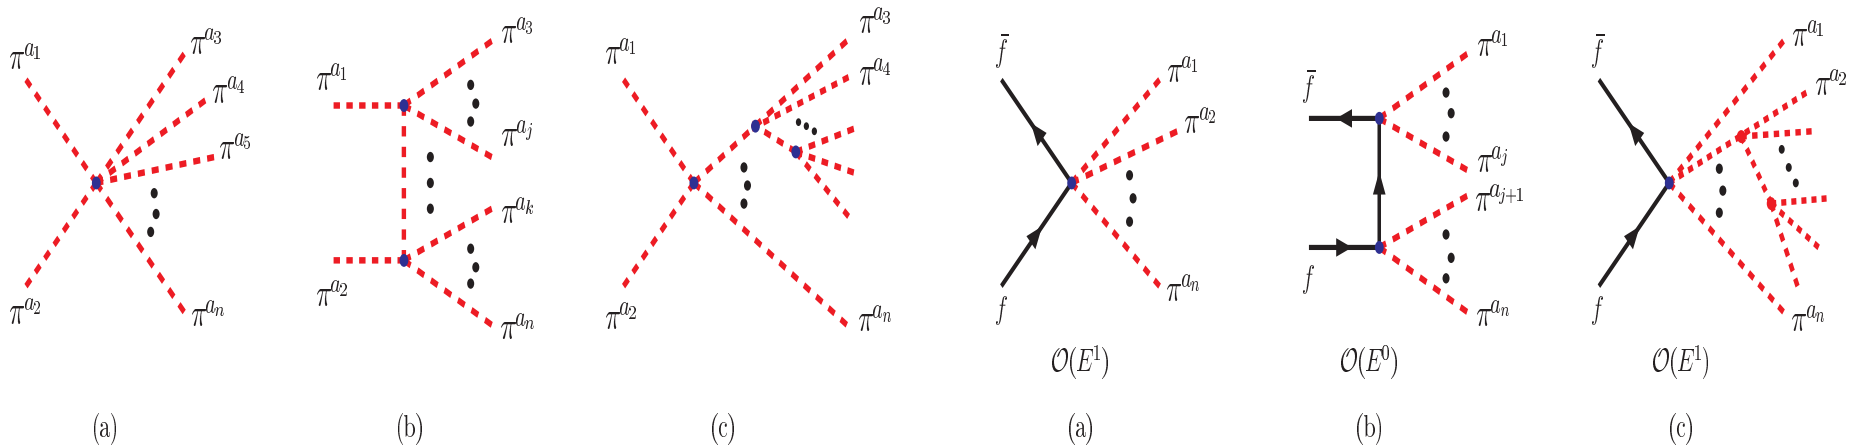 π^{a_1} π^{a_3} π^{a_4} π^{a_5} π^{a_2} π^{a_n}
(a)
π^{a_1} π^{a_3} π^{a_j} π^{a_k} π^{a_2} π^{a_n}
(b)
π^{a_1} π^{a_3} π^{a_4} π^{a_2} π^{a_n}
(c)
f̄ π^{a_1} π^{a_2} π^{a_n} f
𝒪(E^1)
(a)
f̄ π^{a_1} π^{a_j} π^{a_{j+1}} f π^{a_n}
𝒪(E^0)
(b)
f̄ π^{a_1} π^{a_2} π^{a_n} f
𝒪(E^1)
(c)